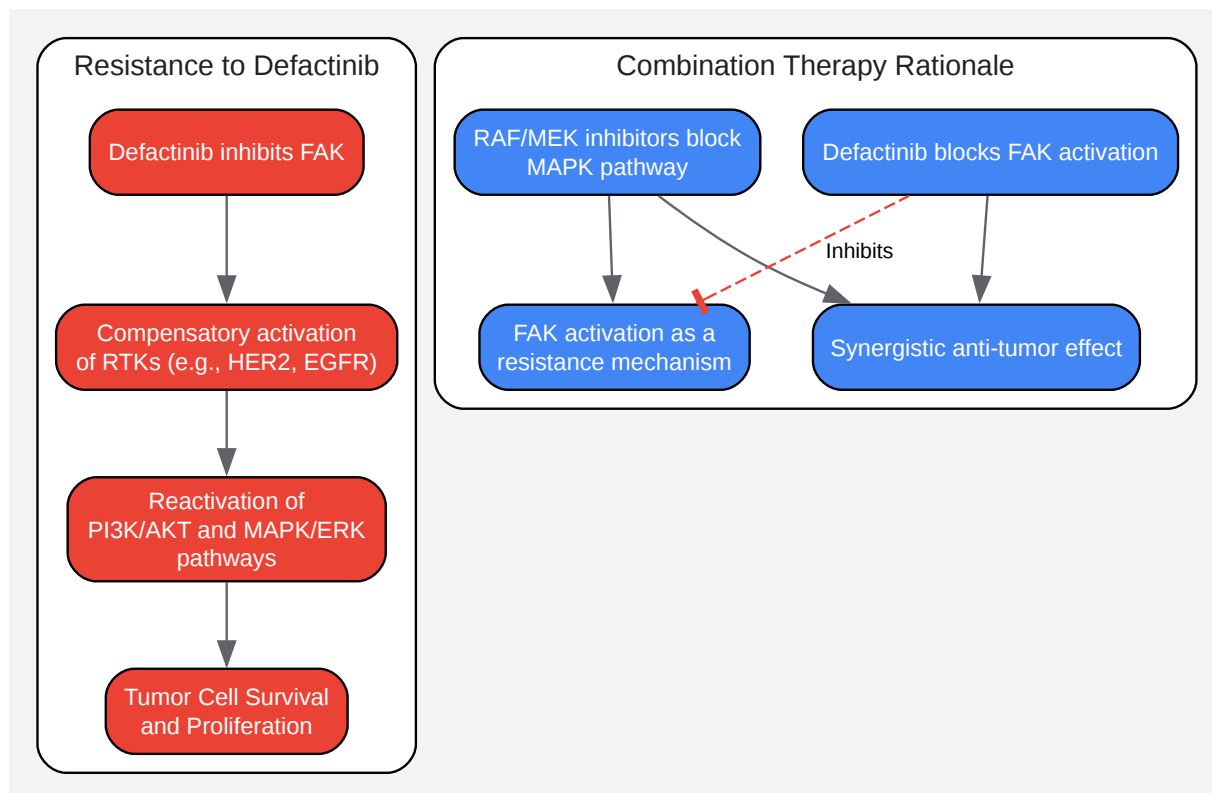 Resistance to Defactinib
Defactinib inhibits FAK
Compensatory activation
of RTKs (e.g., HER2, EGFR)
Reactivation of
PI3K/AKT and MAPK/ERK
pathways
Tumor Cell Survival
and Proliferation
Combination Therapy Rationale
RAF/MEK inhibitors block
MAPK pathway
Defactinib blocks FAK activation
Inhibits
FAK activation as a
resistance mechanism
Synergistic anti-tumor effect